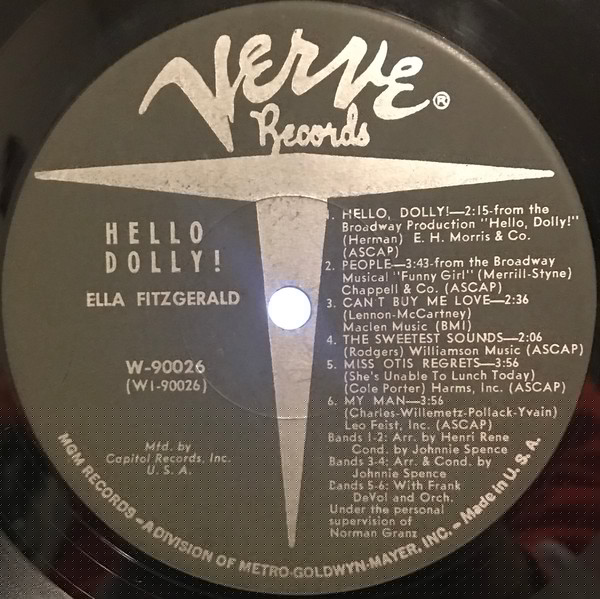 VERVE ®
Records
HELLO
DOLLY!
ELLA FITZGERALD
W-90026
(W1-90026)
Mfd. by
Capitol Records, Inc.
U. S. A.
1. HELLO, DOLLY!—2:15-from the
Broadway Production "Hello, Dolly!"
(Herman) E. H. Morris & Co.
(ASCAP)
2. PEOPLE—3:43-from the Broadway
Musical "Funny Girl" (Merrill-Styne)
Chappell & Co. (ASCAP)
3. CAN'T BUY ME LOVE—2:36
(Lennon-McCartney)
Maclen Music (BMI)
4. THE SWEETEST SOUNDS—2:06
(Rodgers) Williamson Music (ASCAP)
5. MISS OTIS REGRETS—3:56
(She's Unable To Lunch Today)
(Cole Porter) Harms, Inc. (ASCAP)
6. MY MAN—3:56
(Charles-Willemetz-Pollack-Yvain)
Leo Feist, Inc. (ASCAP)
Bands 1-2: Arr. by Henri Rene
Cond. by Johnnie Spence
Bands 3-4: Arr. & Cond. by
Johnnie Spence
Bands 5-6: With Frank
DeVol and Orch.
Under the personal
supervision of
Norman Granz
MGM RECORDS – A DIVISION OF METRO-GOLDWYN-MAYER, INC. – Made in U. S. A.